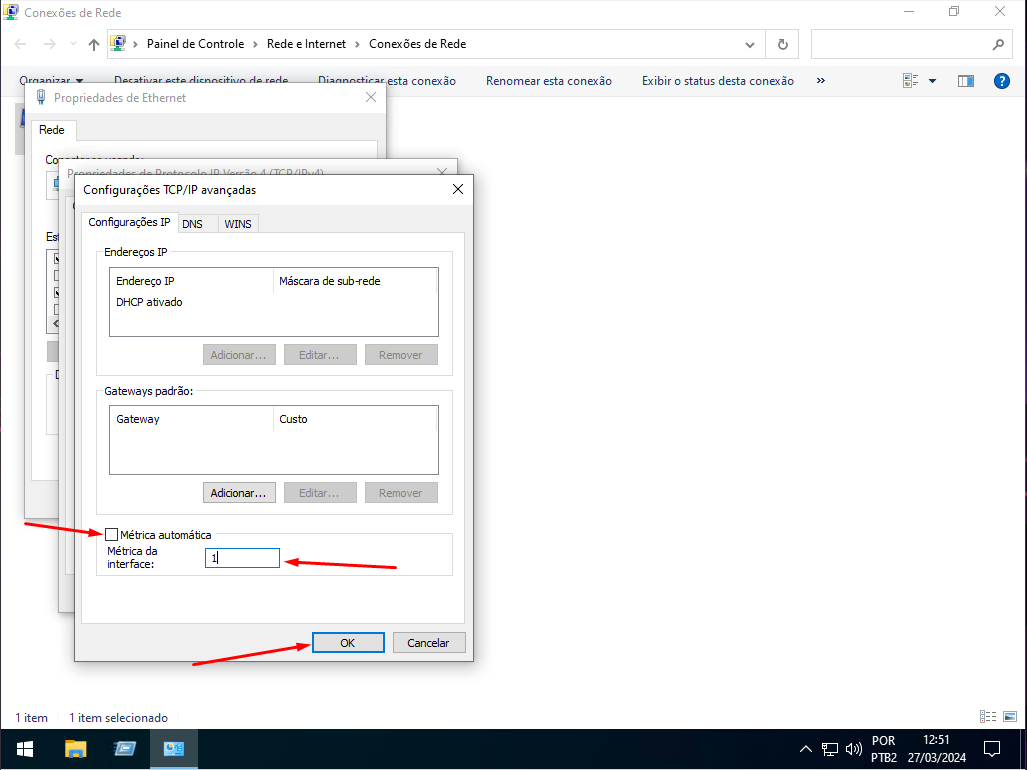 Conexões de Rede
Painel de Controle > Rede e Internet > Conexões de Rede
Organizar Desativar este dispositivo de rede Diagnosticar esta conexão Renomear esta conexão Exibir o status desta conexão »
Propriedades de Ethernet
Rede
Conectar-se usando:
Propriedades de Protocolo IP Versão 4 (TCP/IPv4)
Configurações TCP/IP avançadas
Configurações IP DNS WINS
Endereços IP
Endereço IP Máscara de sub-rede
DHCP ativado
Adicionar... Editar... Remover
Gateways padrão:
Gateway Custo
Adicionar... Editar... Remover
Métrica automática
Métrica da interface: 1
OK Cancelar
1 item 1 item selecionado
POR 12:51
PTB2 27/03/2024